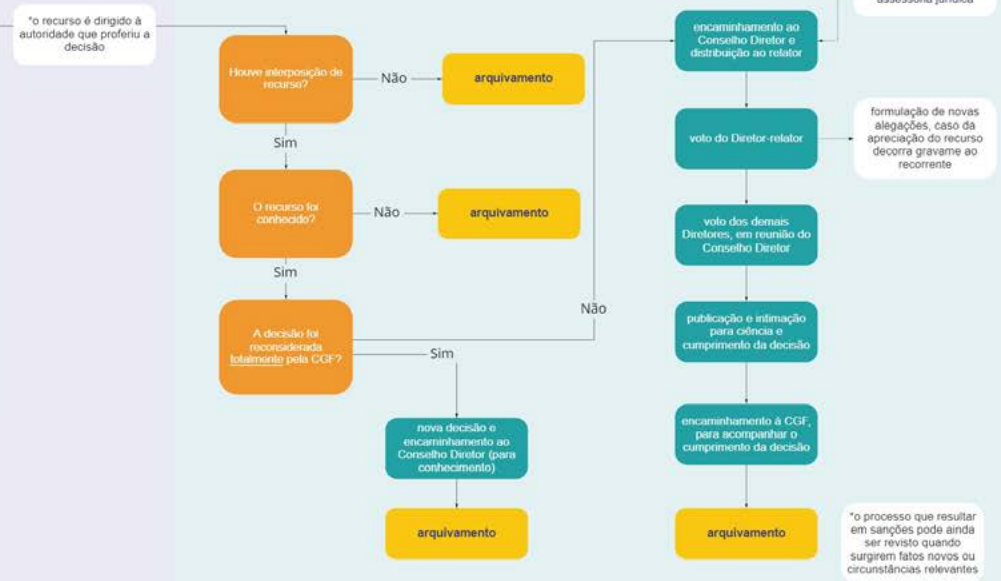 *o recurso é dirigido à
autoridade que proferiu a
decisão
Houve interposição de
recurso?
Não
arquivamento
Sim
O recurso foi
conhecido?
Não
arquivamento
Sim
A decisão foi
reconsiderada
totalmente pela CGF?
Não
Sim
nova decisão e
encaminhamento ao
Conselho Diretor (para
conhecimento)
arquivamento
assessoria jurídica
encaminhamento ao
Conselho Diretor e
distribuição ao relator
voto do Diretor-relator
formulação de novas
alegações, caso da
apreciação do recurso
decorra gravame ao
recorrente
voto dos demais
Diretores, em reunião do
Conselho Diretor
publicação e intimação
para ciência e
cumprimento da decisão
encaminhamento à CGF,
para acompanhar o
cumprimento da decisão
arquivamento
*o processo que resultar
em sanções pode ainda
ser revisto quando
surgirem fatos novos ou
circunstâncias relevantes